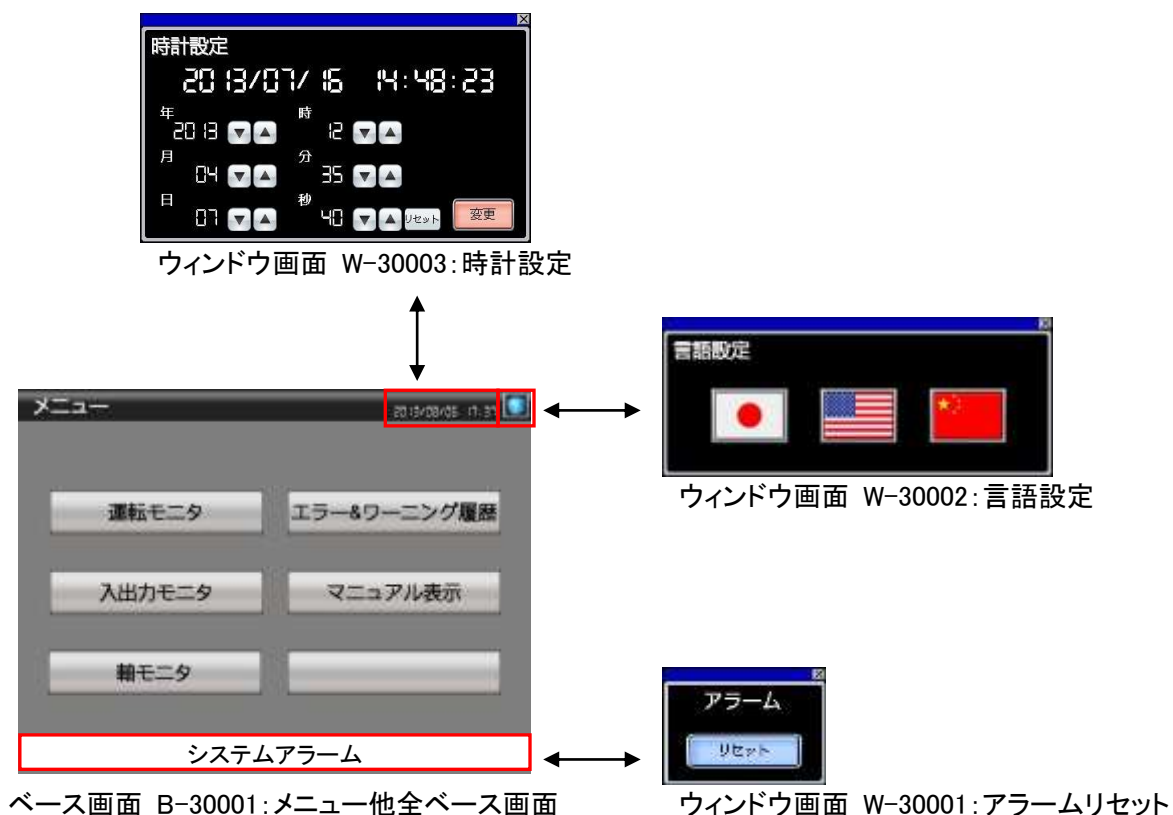 時計設定
2013/07/16 14:48:23
年 時
2013 ▼ ▲ 12 ▼ ▲
月 分
04 ▼ ▲ 35 ▼ ▲
日 秒
07 ▼ ▲ 40 ▼ ▲ リセット 変更
ウィンドウ画面 W-30003:時計設定
メニュー 2013/08/06 17:37
運転モニタ エラー&ワーニング履歴
入出力モニタ マニュアル表示
軸モニタ
システムアラーム
ベース画面 B-30001:メニュー他全ベース画面
言語設定
ウィンドウ画面 W-30002:言語設定
アラーム
リセット
ウィンドウ画面 W-30001:アラームリセット